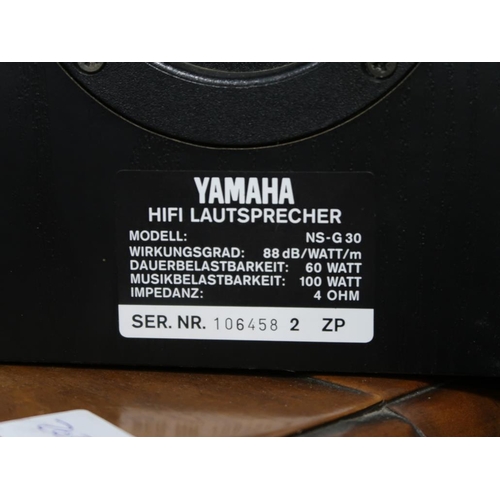 YAMAHA
HIFI LAUTSPRECHER
MODELL: NS-G 30
WIRKUNGSGRAD: 88 dB/WATT/m
DAUERBELASTBARKEIT: 60 WATT
MUSIKBELASTBARKEIT: 100 WATT
IMPEDANZ: 4 OHM
SER. NR. 106458 2 ZP